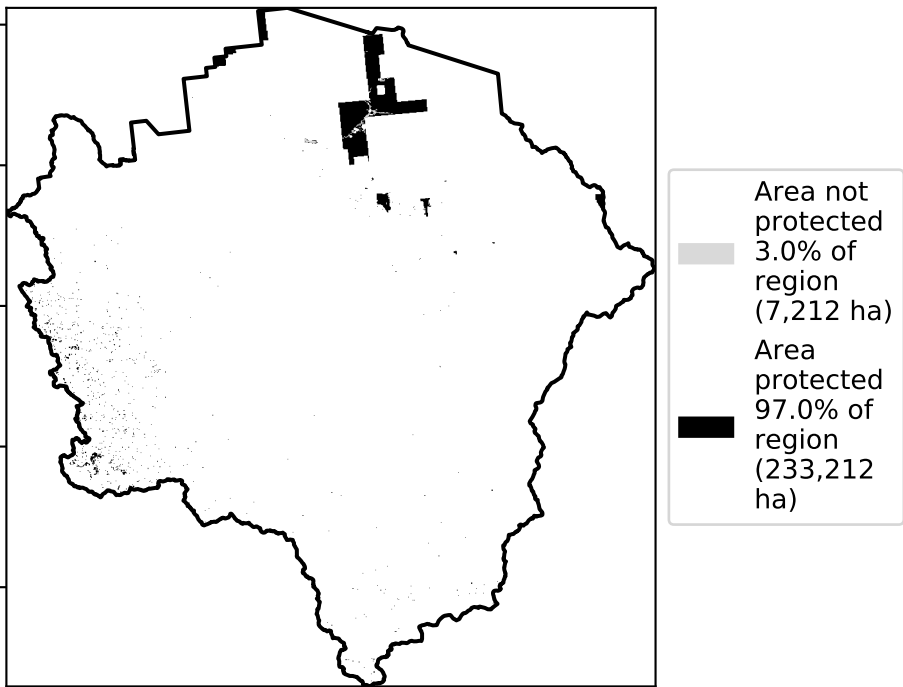 Area not
protected
3.0% of
region
(7,212 ha)
Area
protected
97.0% of
region
(233,212
ha)